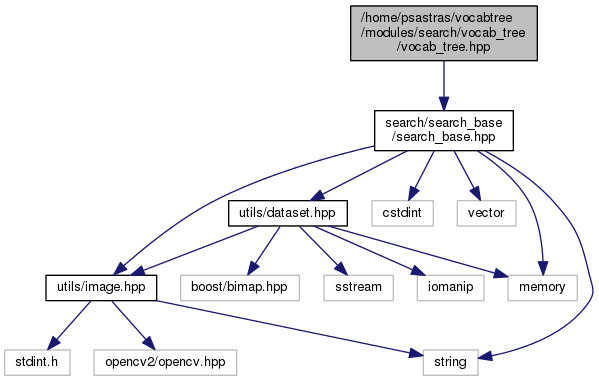 /home/psastras/vocabtree
/modules/search/vocab_tree
/vocab_tree.hpp
search/search_base
/search_base.hpp
utils/dataset.hpp
cstdint
vector
utils/image.hpp
boost/bimap.hpp
sstream
iomanip
memory
stdint.h
opencv2/opencv.hpp
string